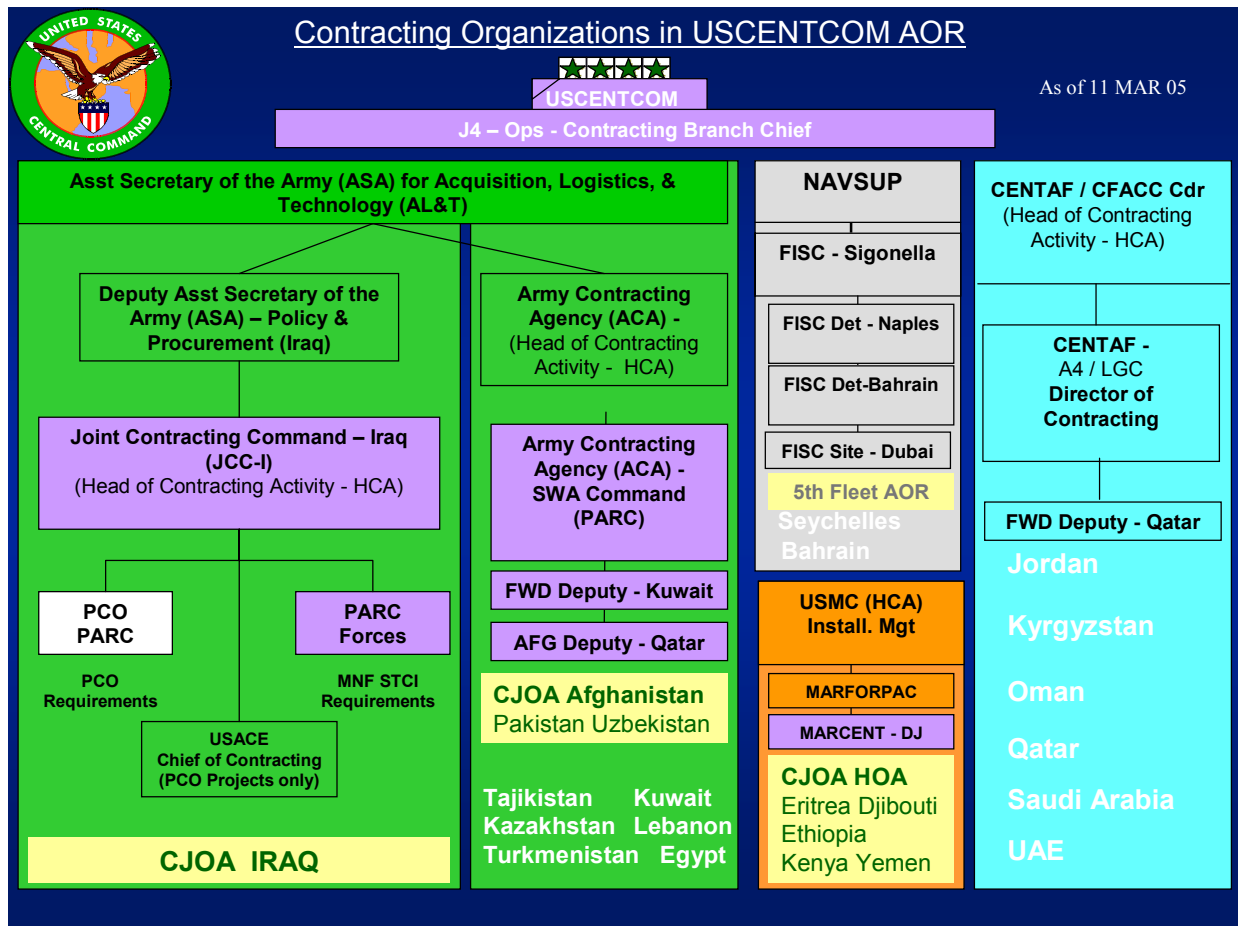 UNITED STATES
CENTRAL COMMAND
Contracting Organizations in USCENTCOM AOR
As of 11 MAR 05
USCENTCOM
J4 – Ops - Contracting Branch Chief
Asst Secretary of the Army (ASA) for Acquisition, Logistics, &
Technology (AL&T)
Deputy Asst Secretary of the
Army (ASA) – Policy &
Procurement (Iraq)
Joint Contracting Command – Iraq
(JCC-I)
(Head of Contracting Activity - HCA)
PCO
PARC
PARC
Forces
PCO
Requirements
MNF STCI
Requirements
USACE
Chief of Contracting
(PCO Projects only)
CJOA IRAQ
Army Contracting
Agency (ACA) -
(Head of Contracting
Activity - HCA)
Army Contracting
Agency (ACA) -
SWA Command
(PARC)
FWD Deputy - Kuwait
AFG Deputy - Qatar
CJOA Afghanistan
Pakistan Uzbekistan
Tajikistan Kuwait
Kazakhstan Lebanon
Turkmenistan Egypt
NAVSUP
FISC - Sigonella
FISC Det - Naples
FISC Det-Bahrain
FISC Site - Dubai
5th Fleet AOR
Seychelles
Bahrain
USMC (HCA)
Install. Mgt
MARFORPAC
MARCENT - DJ
CJOA HOA
Eritrea Djibouti
Ethiopia
Kenya Yemen
CENTAF / CFACC Cdr
(Head of Contracting
Activity - HCA)
CENTAF -
A4 / LGC
Director of
Contracting
FWD Deputy - Qatar
Jordan
Kyrgyzstan
Oman
Qatar
Saudi Arabia
UAE